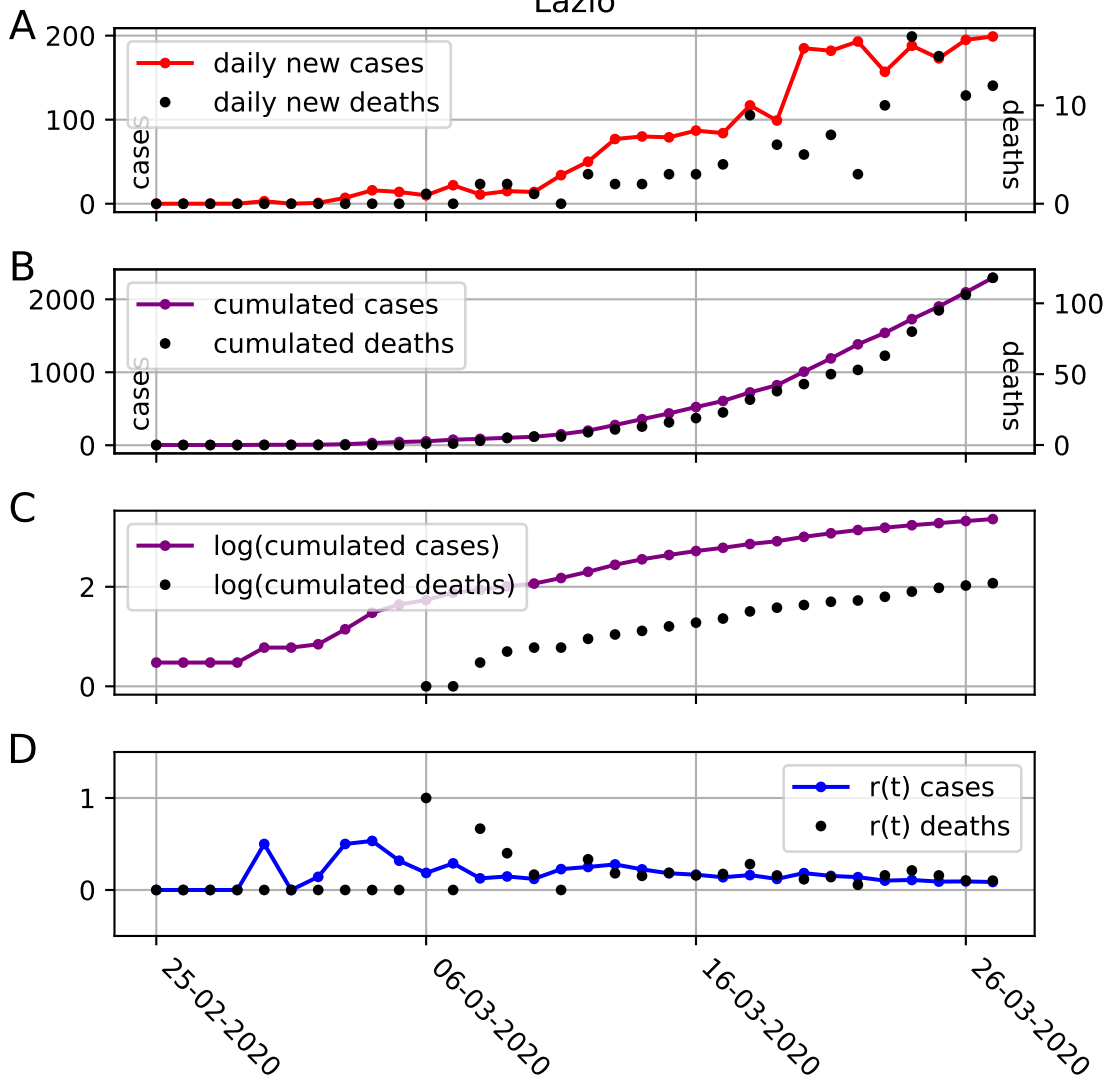 Lazio
A
200
100
0
cases
daily new cases
daily new deaths
10
0
deaths
B
2000
1000
0
cases
cumulated cases
cumulated deaths
100
50
0
deaths
C
2
0
log(cumulated cases)
log(cumulated deaths)
D
1
0
r(t) cases
r(t) deaths
25-02-2020
06-03-2020
16-03-2020
26-03-2020